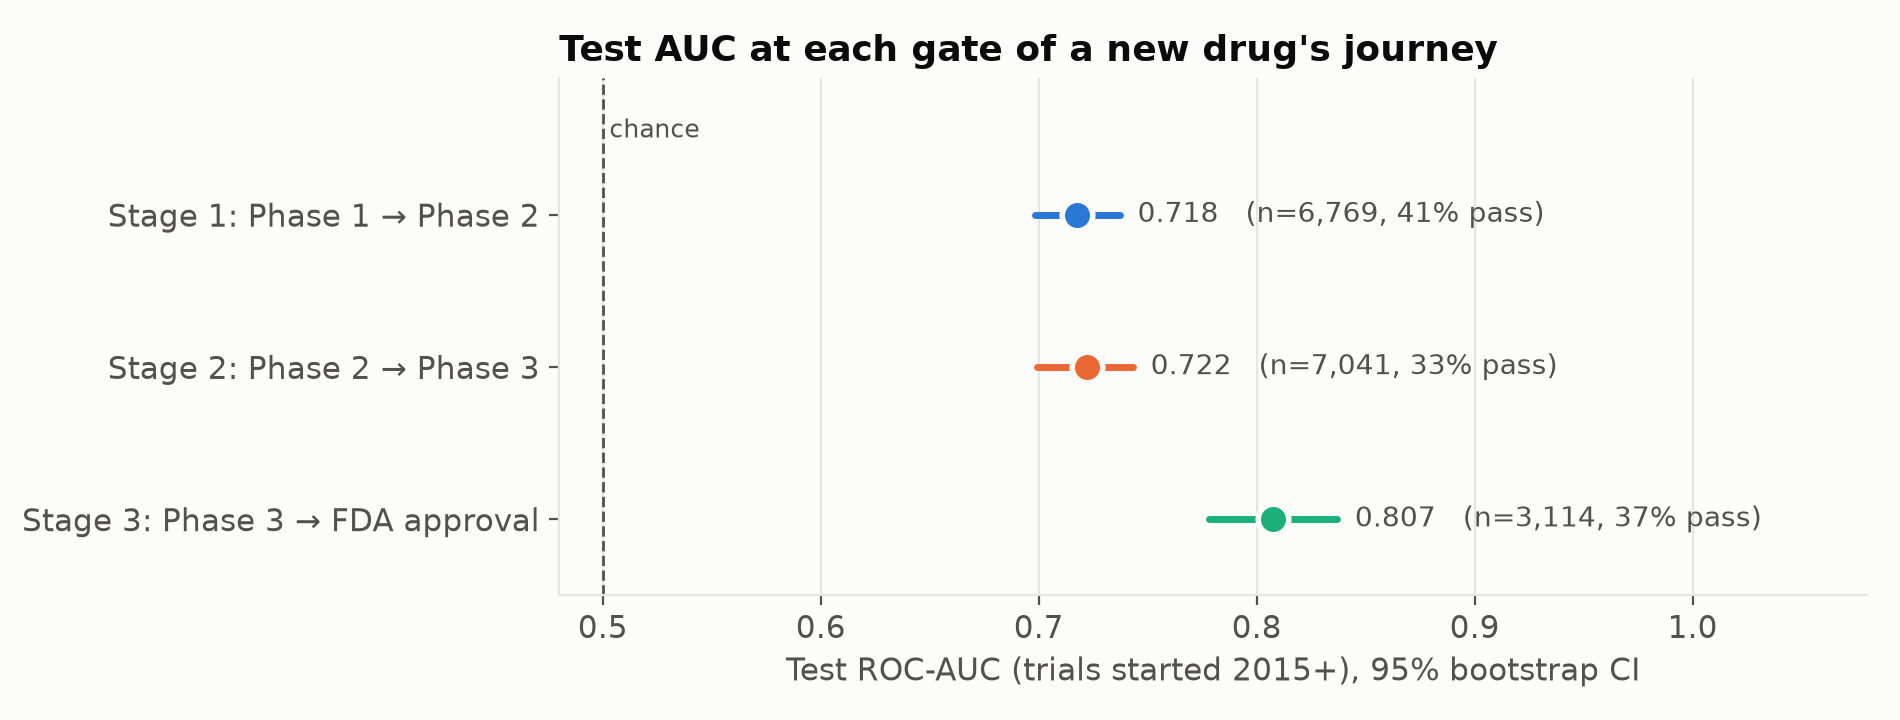 Test AUC at each gate of a new drug's journey
chance
Stage 1: Phase 1 → Phase 2
0.718 (n=6,769, 41% pass)
Stage 2: Phase 2 → Phase 3
0.722 (n=7,041, 33% pass)
Stage 3: Phase 3 → FDA approval
0.807 (n=3,114, 37% pass)
0.5 0.6 0.7 0.8 0.9 1.0
Test ROC-AUC (trials started 2015+), 95% bootstrap CI